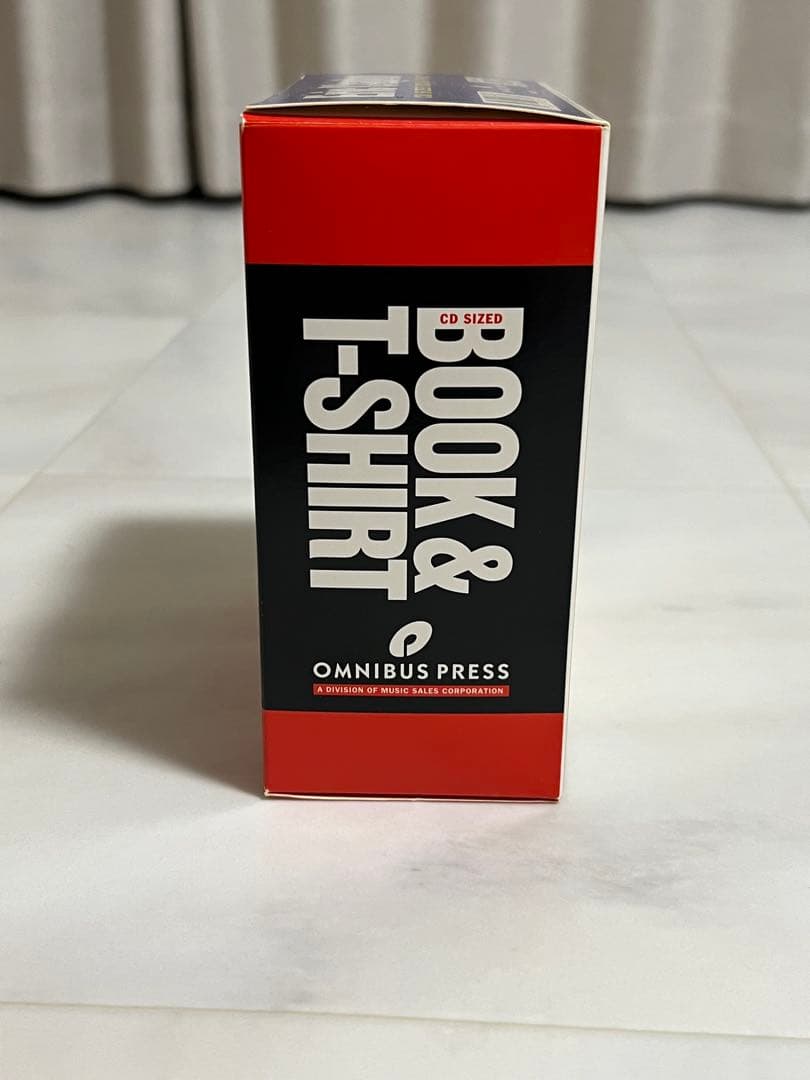 CD SIZED
BOOK &
T-SHIRT
OMNIBUS PRESS
A DIVISION OF MUSIC SALES CORPORATION